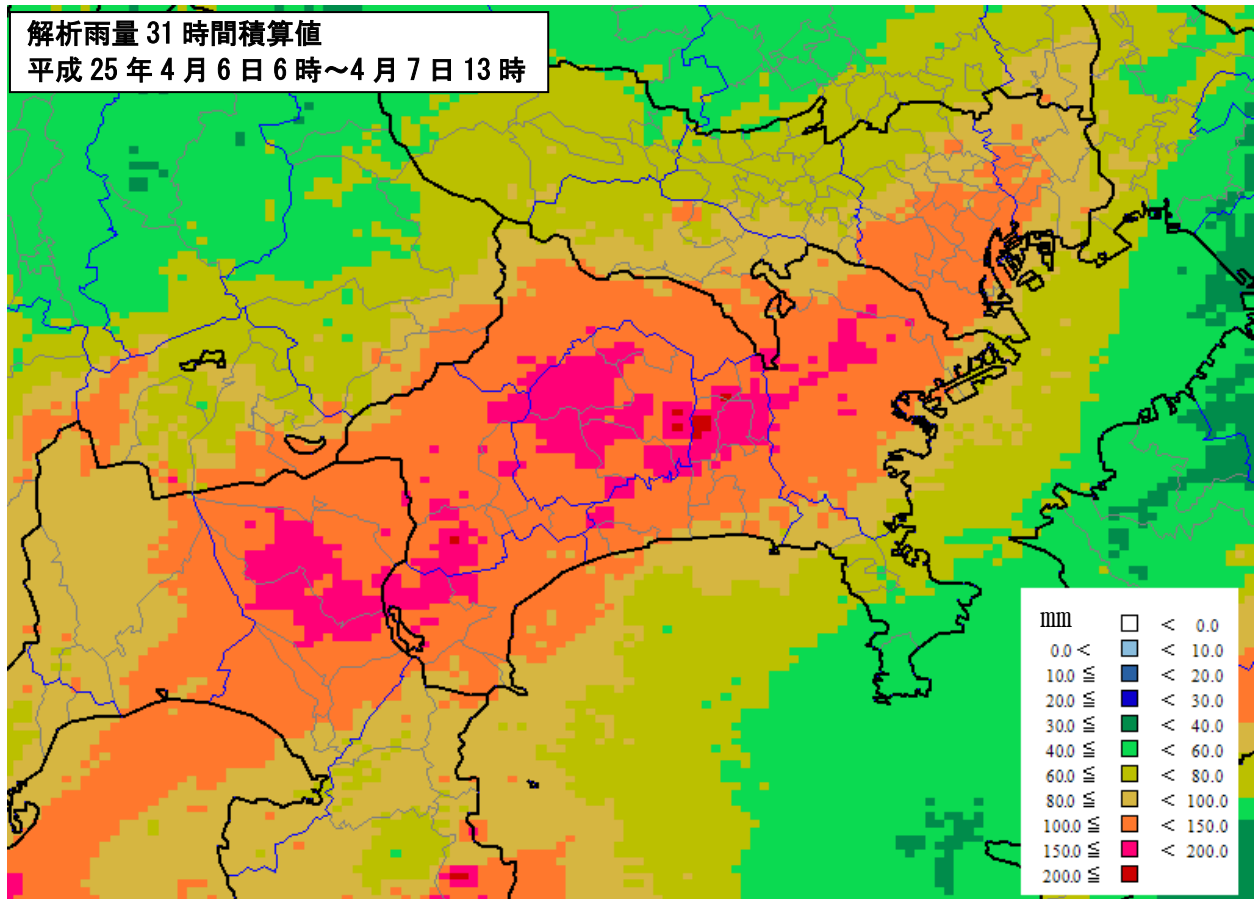 解析雨量 31 時間積算値
平成 25 年 4 月 6 日 6 時～4 月 7 日 13 時
mm
< 0.0
0.0 < < 10.0
10.0 ≦ < 20.0
20.0 ≦ < 30.0
30.0 ≦ < 40.0
40.0 ≦ < 60.0
60.0 ≦ < 80.0
80.0 ≦ < 100.0
100.0 ≦ < 150.0
150.0 ≦ < 200.0
200.0 ≦